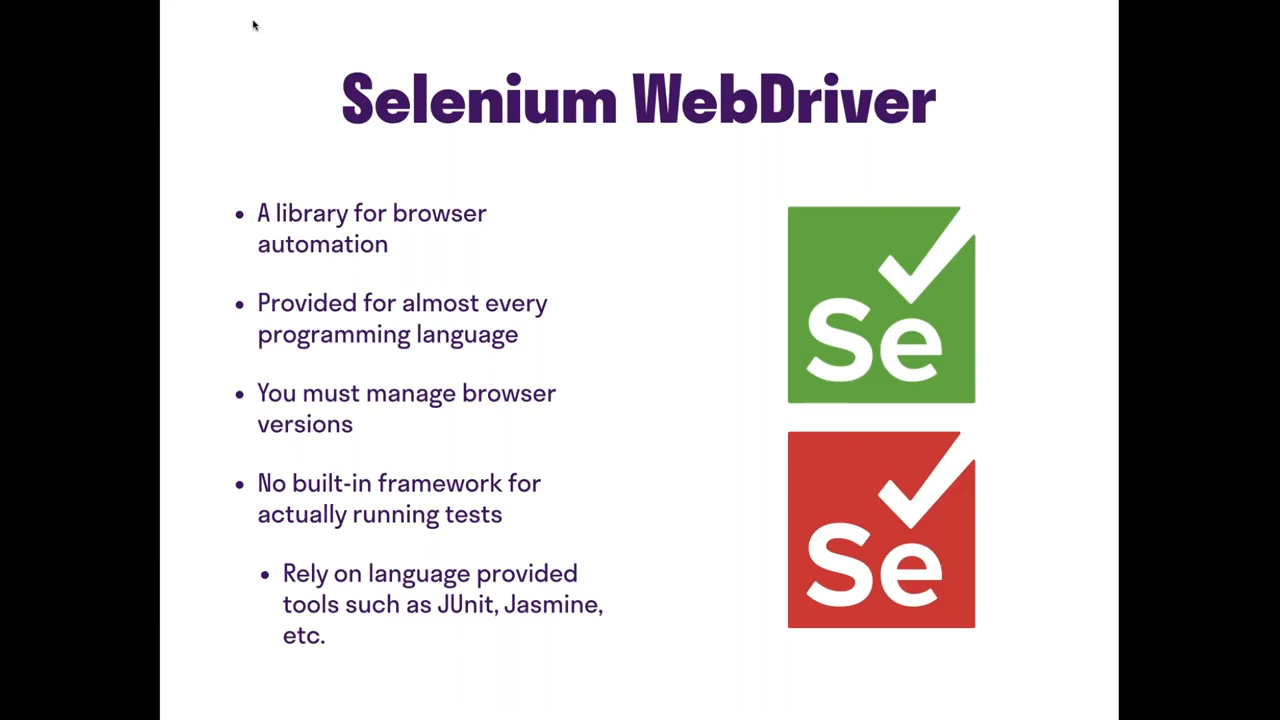 Selenium WebDriver
• A library for browser
automation
• Provided for almost every
programming language
• You must manage browser
versions
• No built-in framework for
actually running tests
• Rely on language provided
tools such as JUnit, Jasmine,
etc.
Se
Se